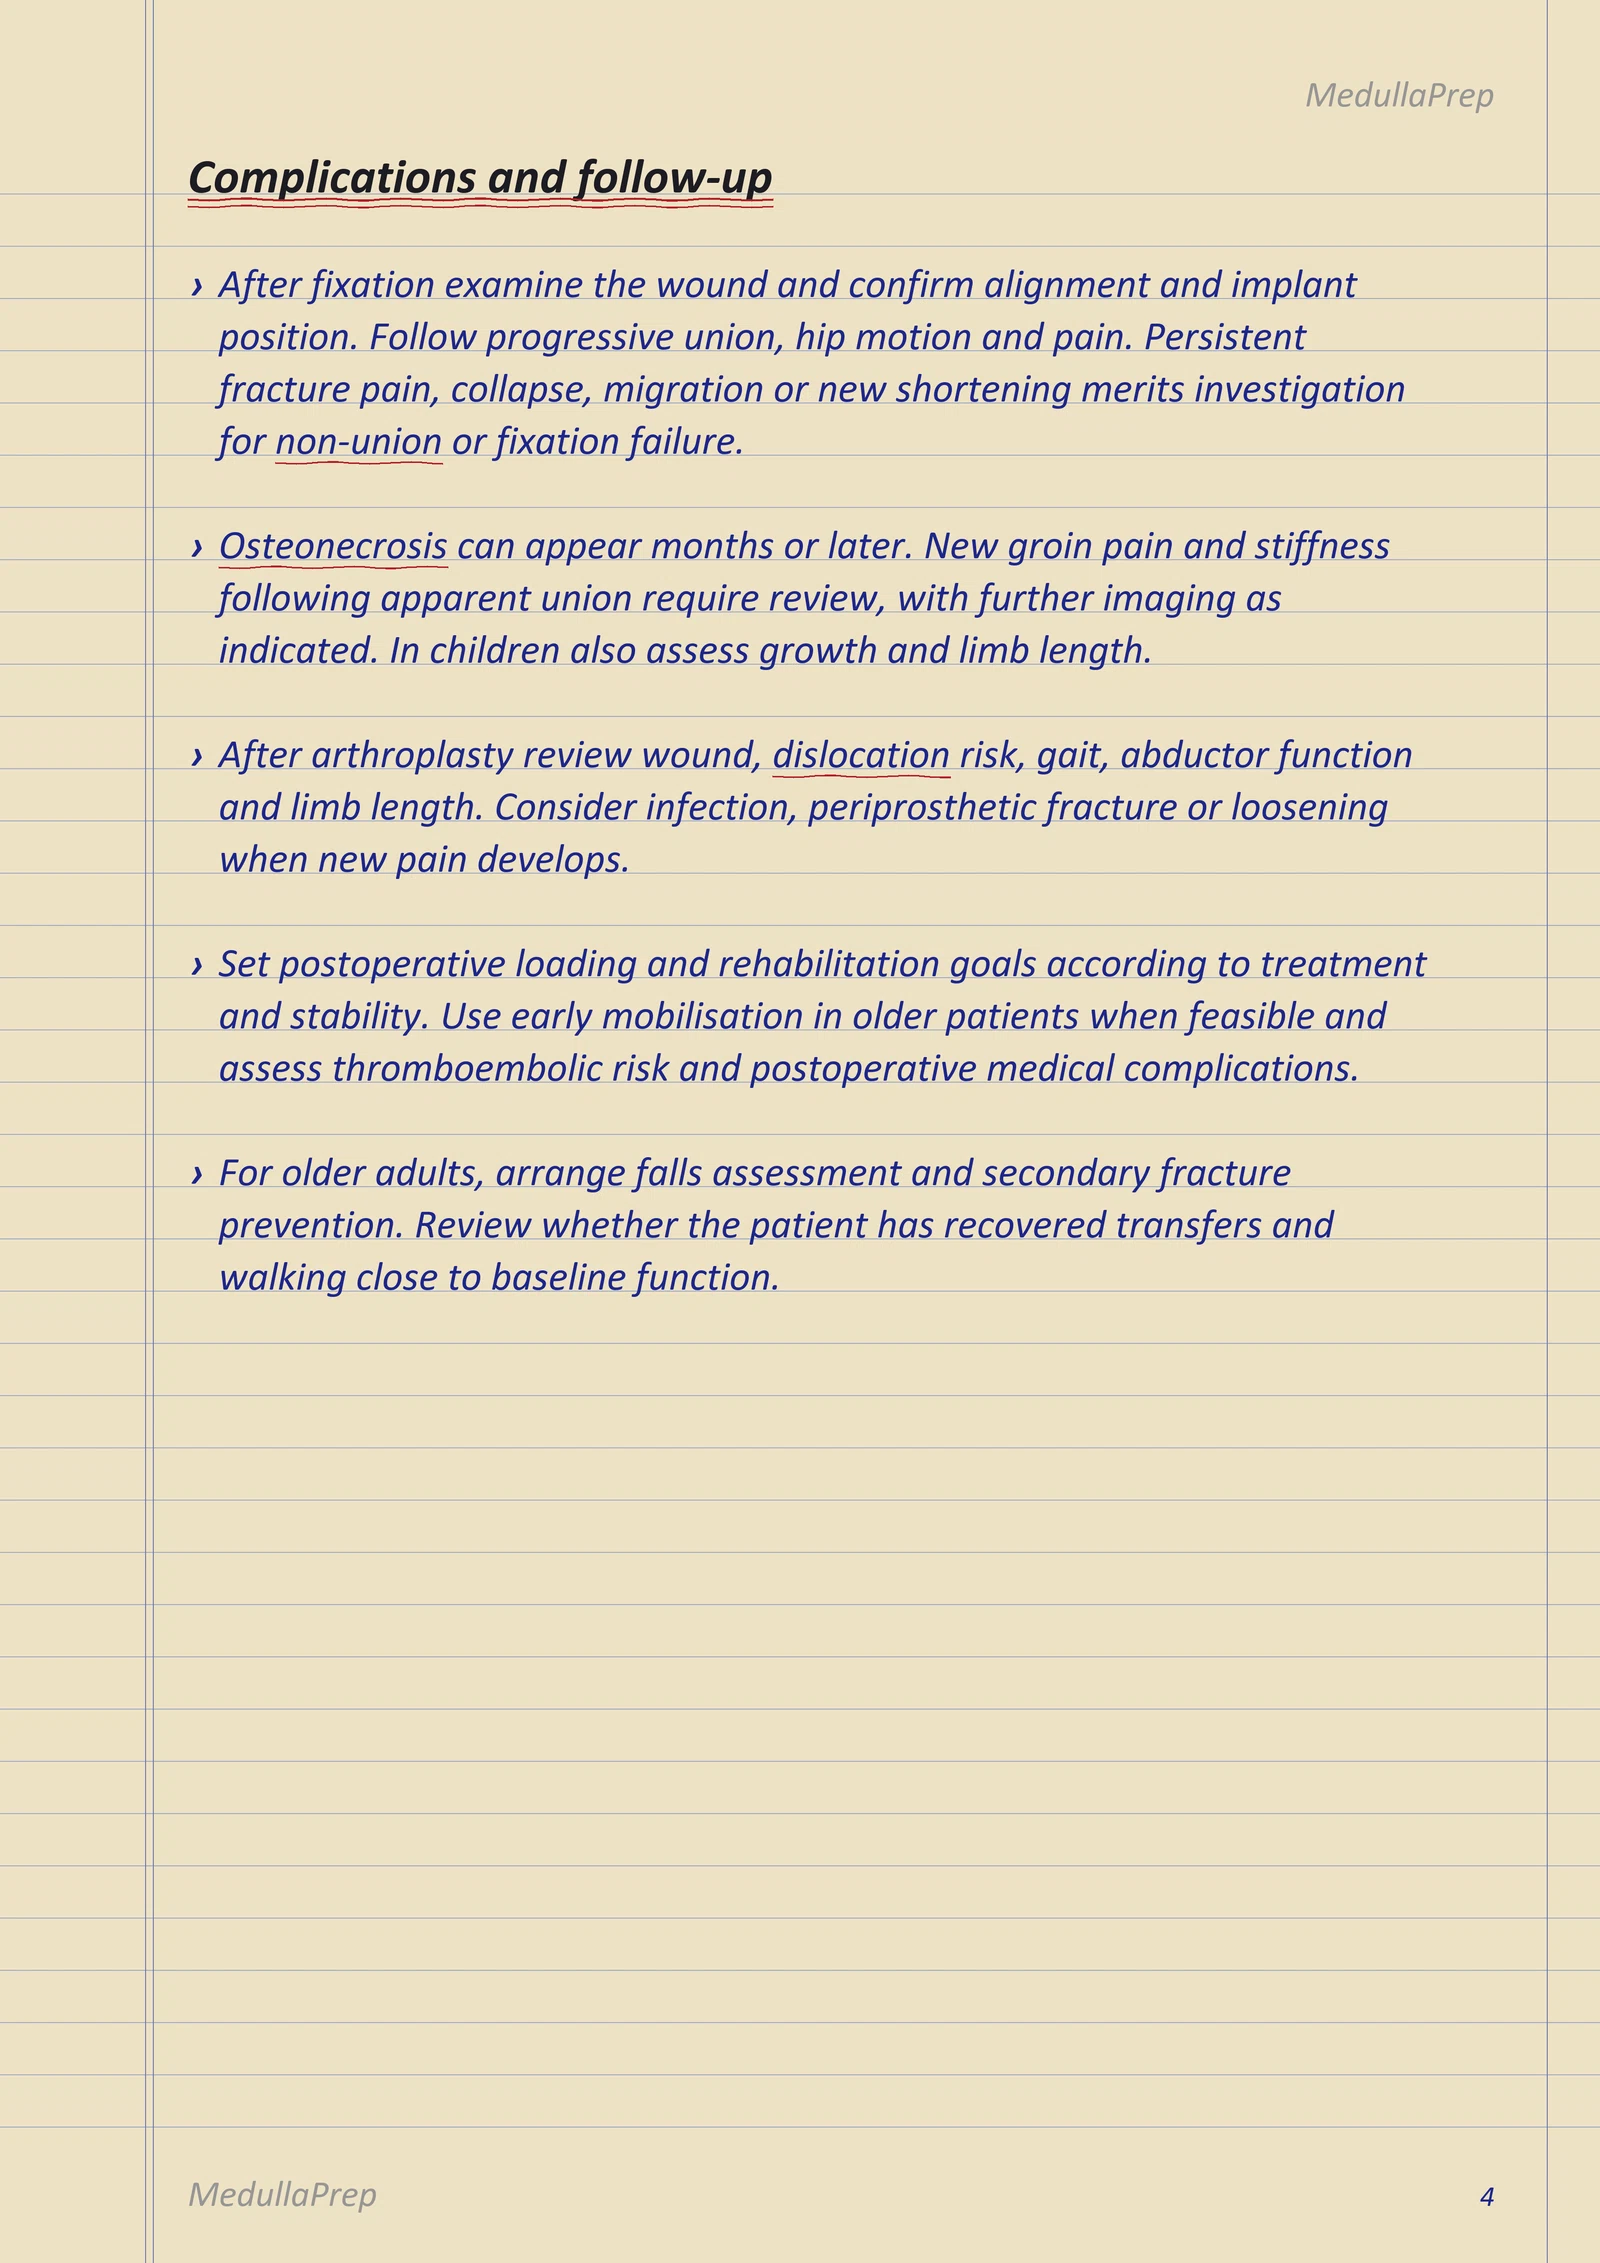 MedullaPrep
Complications and follow-up
› After fixation examine the wound and confirm alignment and implant
position. Follow progressive union, hip motion and pain. Persistent
fracture pain, collapse, migration or new shortening merits investigation
for non-union or fixation failure.
› Osteonecrosis can appear months or later. New groin pain and stiffness
following apparent union require review, with further imaging as
indicated. In children also assess growth and limb length.
› After arthroplasty review wound, dislocation risk, gait, abductor function
and limb length. Consider infection, periprosthetic fracture or loosening
when new pain develops.
› Set postoperative loading and rehabilitation goals according to treatment
and stability. Use early mobilisation in older patients when feasible and
assess thromboembolic risk and postoperative medical complications.
› For older adults, arrange falls assessment and secondary fracture
prevention. Review whether the patient has recovered transfers and
walking close to baseline function.
MedullaPrep
4